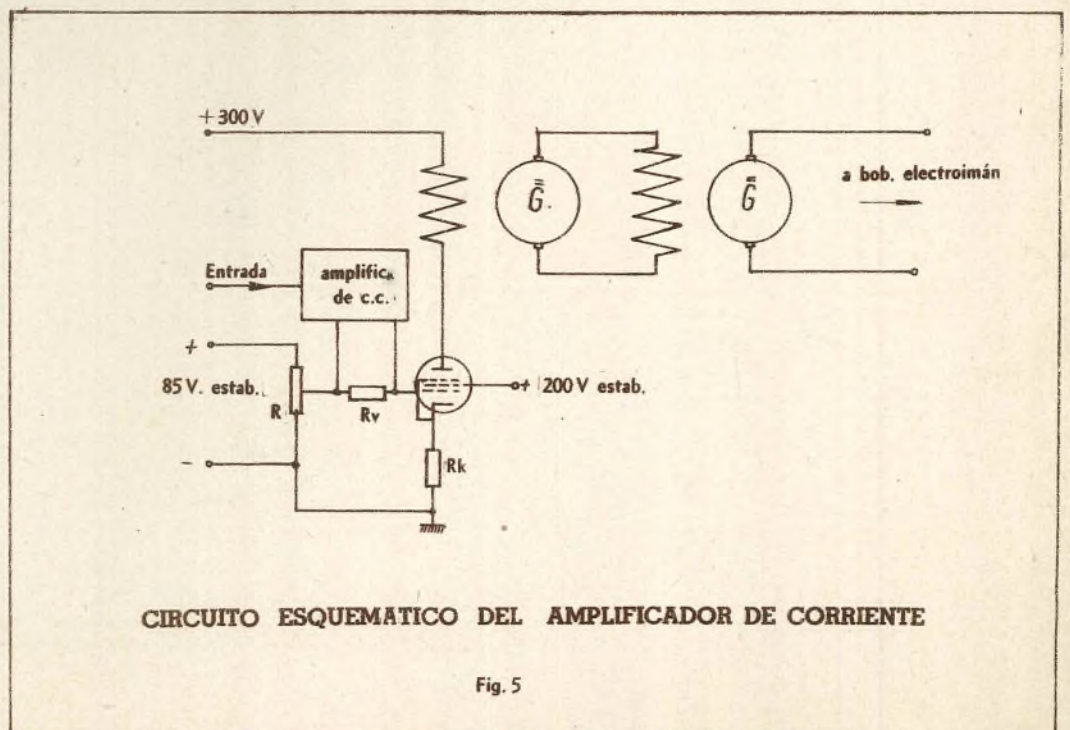 +300 V
G
G
a bob. electroimán
Entrada
amplific.
de c.c.
+
85 V. estab.
R
Rv
+ 200 V estab.
-
Rk
CIRCUITO ESQUEMATICO DEL AMPLIFICADOR DE CORRIENTE
Fig. 5